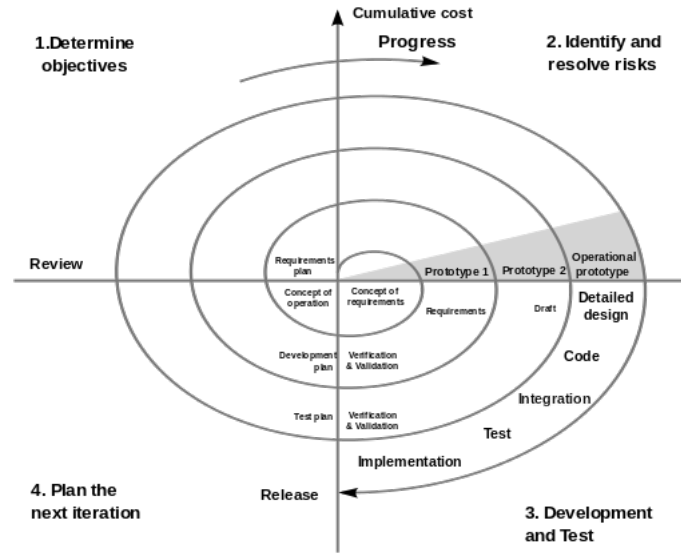 Cumulative cost
1.Determine
objectives
Progress
2. Identify and
resolve risks
Review
Requirements
plan
Prototype 1
Prototype 2
Operational
prototype
Concept of
operation
Concept of
requirements
Requirements
Draft
Detailed
design
Development
plan
Verification
& Validation
Code
Integration
Test plan
Verification
& Validation
Test
Implementation
Release
4. Plan the
next iteration
3. Development
and Test